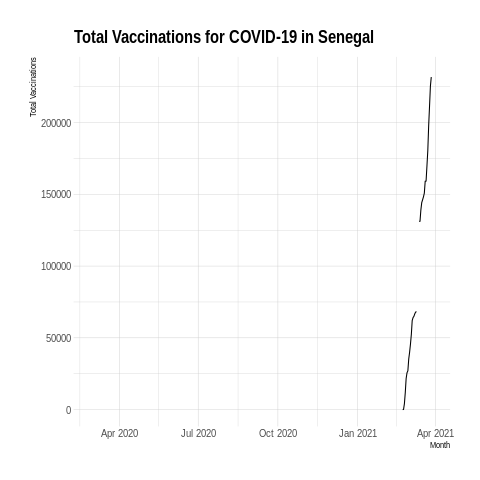 Total Vaccinations for COVID-19 in Senegal
Total Vaccinations
200000
150000
100000
50000
0
Apr 2020 Jul 2020 Oct 2020 Jan 2021 Apr 2021
Month